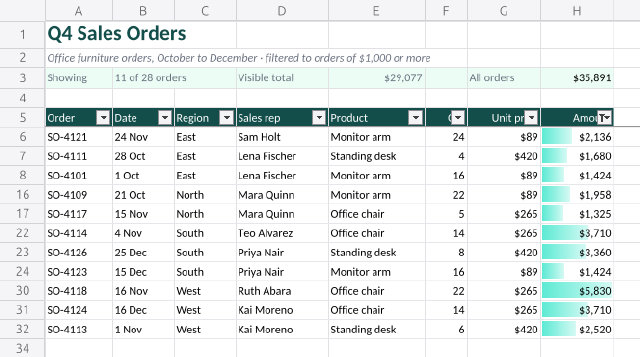 A B C D E F G H
1 Q4 Sales Orders
2 Office furniture orders, October to December · filtered to orders of $1,000 or more
3 Showing 11 of 28 orders Visible total $29,077 All orders $35,891
4
5 Order Date Region Sales rep Product Unit pr
6 SO-4121 24 Nov East Sam Holt Monitor arm 24 $89 $2,136
7 SO-4111 28 Oct East Lena Fischer Standing desk 4 $420 $1,680
8 SO-4101 1 Oct East Lena Fischer Monitor arm 16 $89 $1,424
16 SO-4109 21 Oct North Mara Quinn Monitor arm 22 $89 $1,958
17 SO-4117 15 Nov North Mara Quinn Office chair 5 $265 $1,325
22 SO-4114 4 Nov South Teo Alvarez Office chair 14 $265 $3,710
23 SO-4126 25 Dec South Priya Nair Standing desk 8 $420 $3,360
24 SO-4123 15 Dec South Priya Nair Monitor arm 16 $89 $1,424
30 SO-4118 16 Nov West Ruth Abara Office chair 22 $265 $5,830
31 SO-4124 16 Dec West Kai Moreno Office chair 14 $265 $3,710
32 SO-4113 1 Nov West Kai Moreno Standing desk 6 $420 $2,520
34